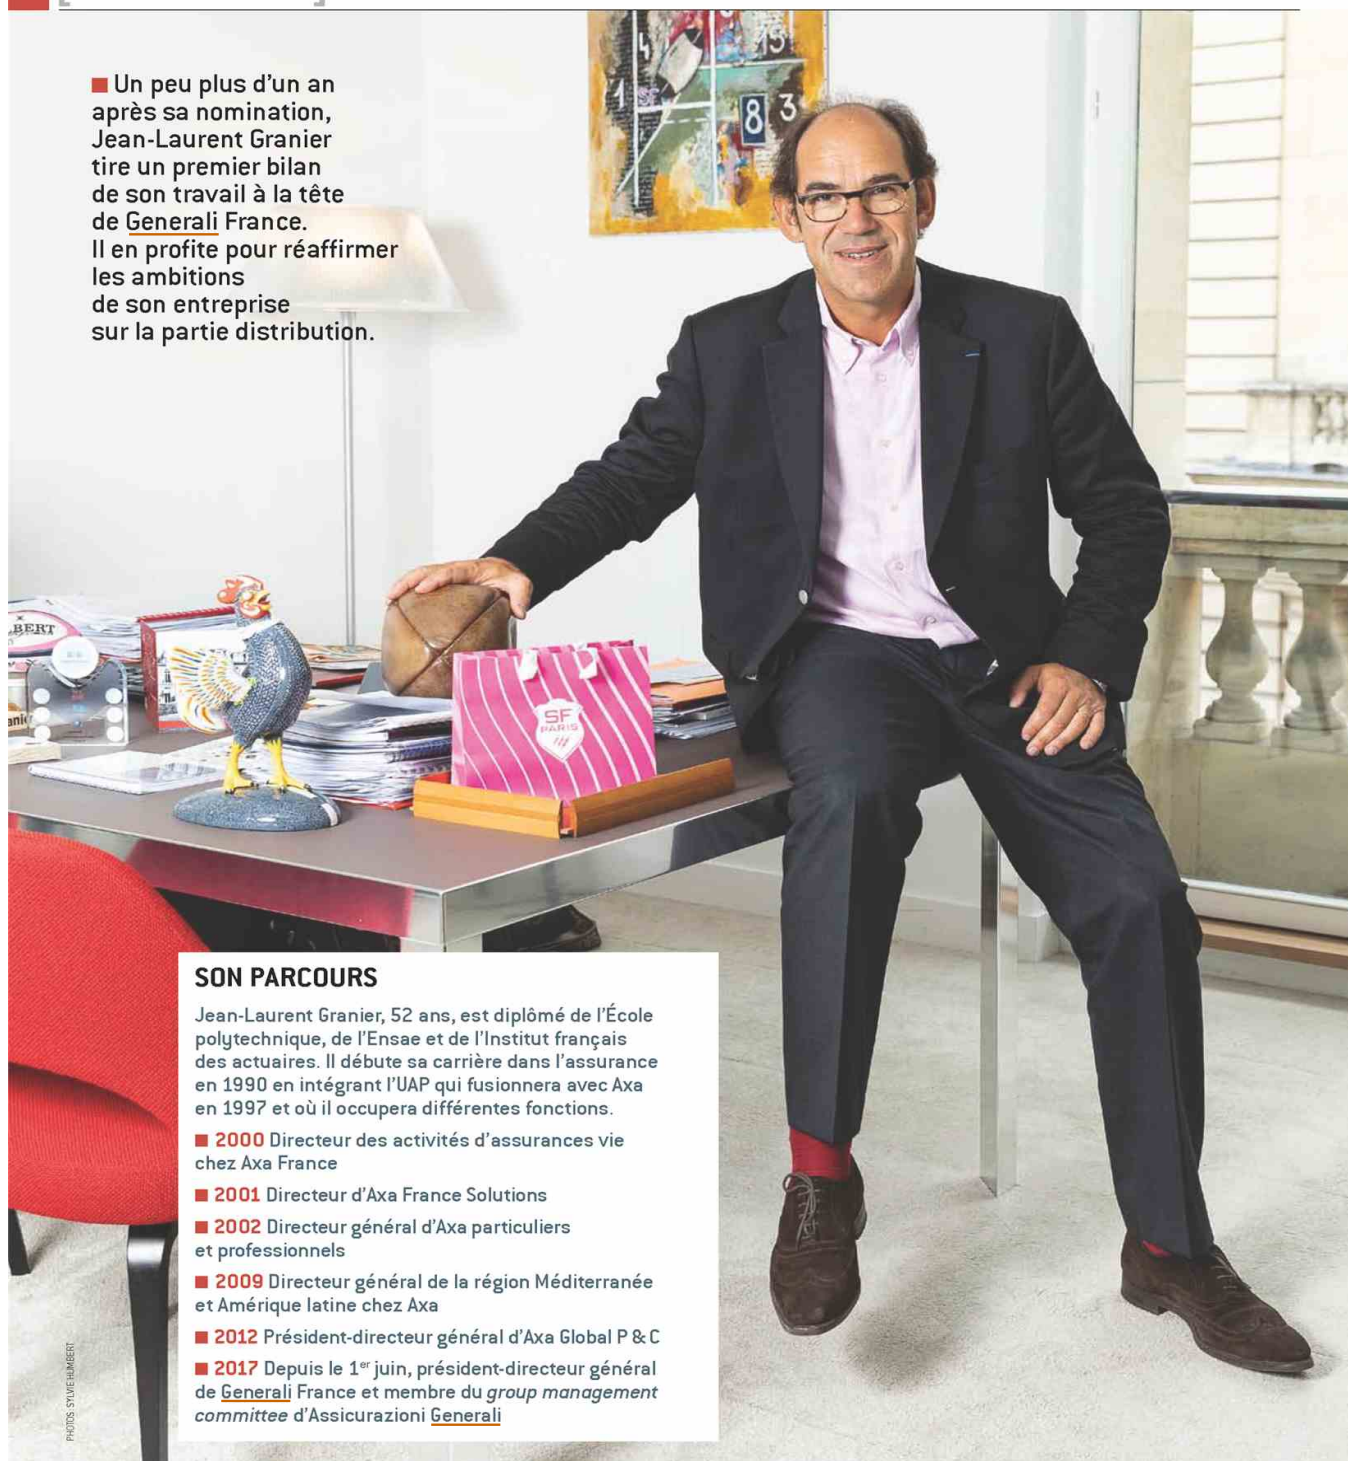 ■ Un peu plus d'un an
après sa nomination,
Jean-Laurent Granier
tire un premier bilan
de son travail à la tête
de Generali France.
Il en profite pour réaffirmer
les ambitions
de son entreprise
sur la partie distribution.
4
15
1
8
3
BERT
SF
PARIS
SON PARCOURS
Jean-Laurent Granier, 52 ans, est diplômé de l'École
polytechnique, de l'Ensae et de l'Institut français
des actuaires. Il débute sa carrière dans l'assurance
en 1990 en intégrant l'UAP qui fusionnera avec Axa
en 1997 et où il occupera différentes fonctions.
■ 2000 Directeur des activités d'assurances vie
chez Axa France
■ 2001 Directeur d'Axa France Solutions
■ 2002 Directeur général d'Axa particuliers
et professionnels
■ 2009 Directeur général de la région Méditerranée
et Amérique latine chez Axa
■ 2012 Président-directeur général d'Axa Global P & C
■ 2017 Depuis le 1er juin, président-directeur général
de Generali France et membre du group management
committee d'Assicurazioni Generali
PHOTOS: SYLVIE HUMBERT